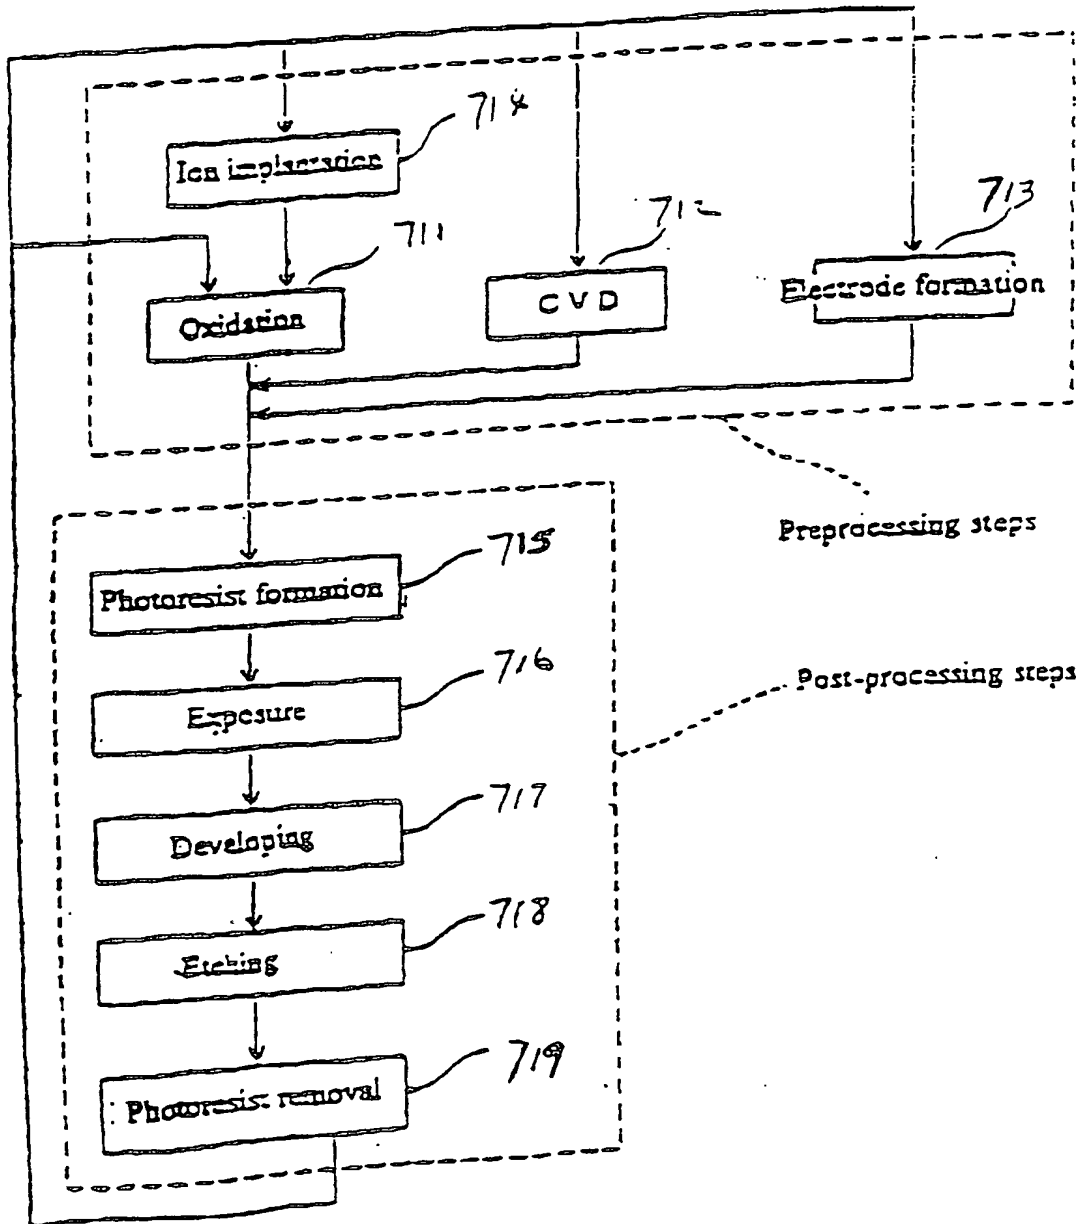 714
Ion implantation
711
712
713
Oxidation
C V D
Electrode formation
Preprocessing steps
715
Photoresist formation
716
Post-processing steps
Exposure
717
Developing
718
Etching
719
Photoresist removal